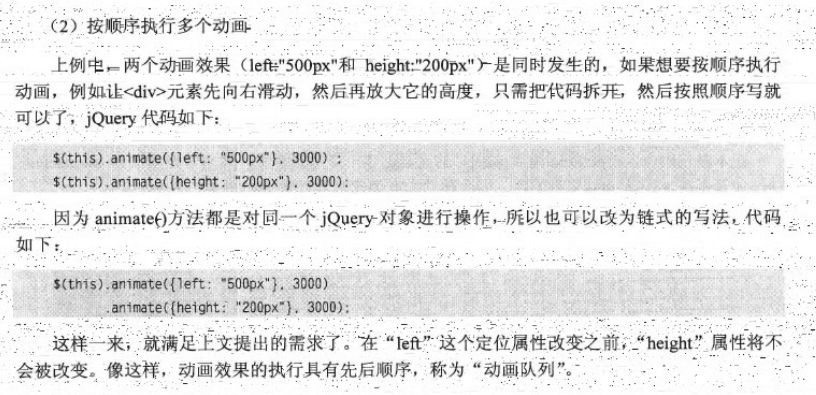 （2）按顺序执行多个动画
上例中，两个动画效果（left:"500px"和 height:"200px"）是同时发生的，如果想要按顺序执行
动画，例如让<div>元素先向右滑动，然后再放大它的高度，只需把代码拆开，然后按照顺序写就
可以了，jQuery 代码如下：
$(this).animate({left: "500px"}, 3000) ;
$(this).animate({height: "200px"}, 3000);
因为 animate()方法都是对同一个 jQuery 对象进行操作，所以也可以改为链式的写法，代码
如下：
$(this).animate({left: "500px"}, 3000)
.animate({height: "200px"}, 3000);
这样一来，就满足上文提出的需求了。在“left”这个定位属性改变之前，“height”属性将不
会被改变。像这样，动画效果的执行具有先后顺序，称为“动画队列”。